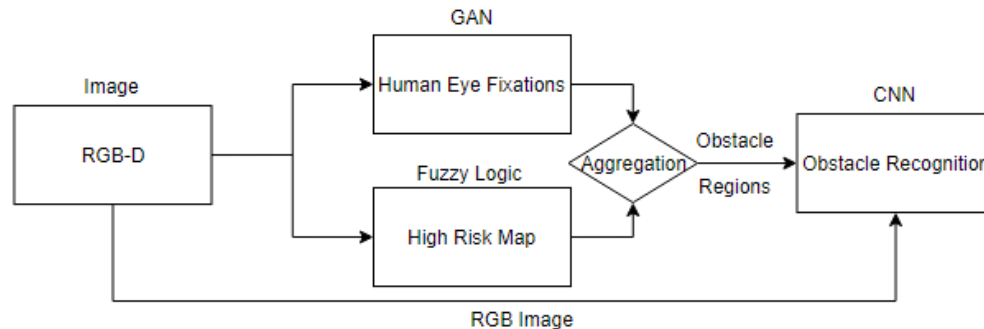 GAN
Human Eye Fixations
Image
RGB-D
CNN
Obstacle
Aggregation
Regions
Obstacle Recognition
Fuzzy Logic
High Risk Map
RGB Image